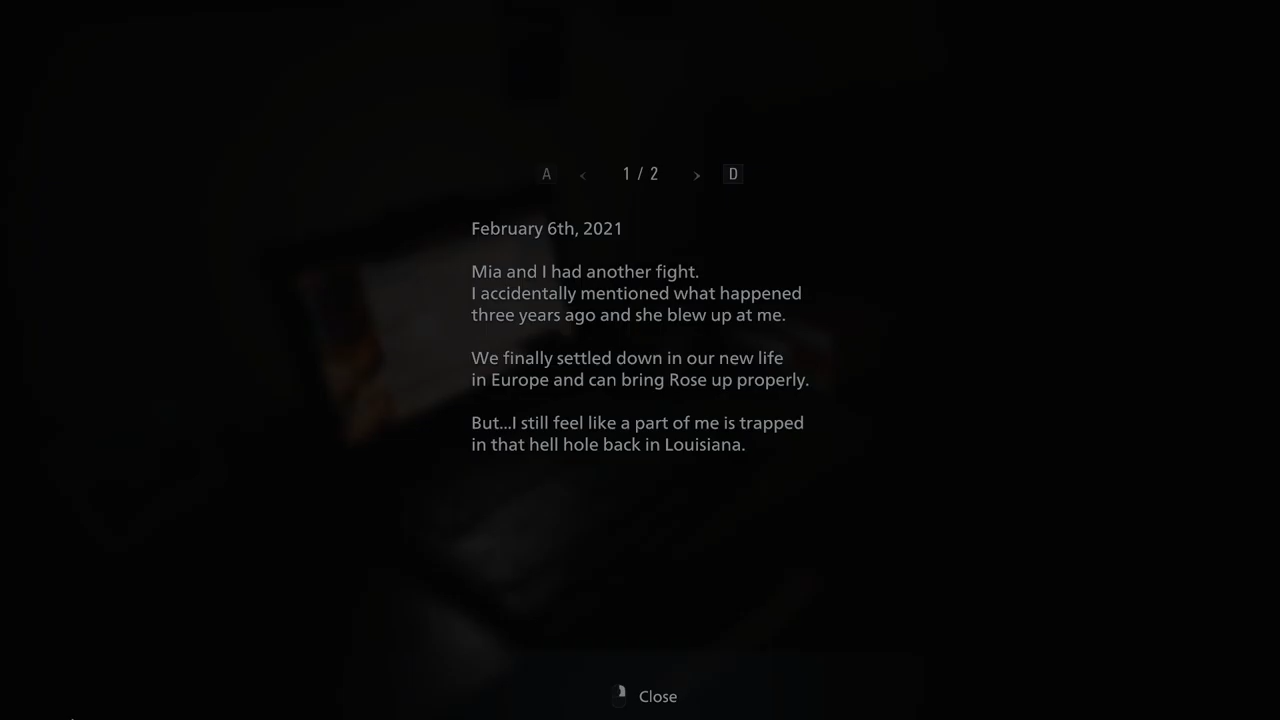 A < 1 / 2 > D
February 6th, 2021
Mia and I had another fight.
I accidentally mentioned what happened
three years ago and she blew up at me.
We finally settled down in our new life
in Europe and can bring Rose up properly.
But...I still feel like a part of me is trapped
in that hell hole back in Louisiana.
Close